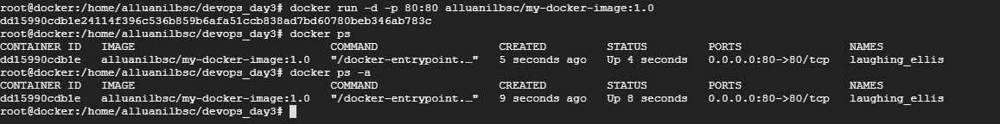 root@docker:/home/alluanilbsc/devops_day3# docker run -d -p 80:80 alluanilbsc/my-docker-image:1.0
dd15990cdb1e24114f396c536b859b6afa51ccb838ad7bd60780beb346ab783c
root@docker:/home/alluanilbsc/devops_day3# docker ps
CONTAINER ID   IMAGE                             COMMAND                  CREATED         STATUS         PORTS                NAMES
dd15990cdb1e   alluanilbsc/my-docker-image:1.0   "/docker-entrypoint.…"   5 seconds ago   Up 4 seconds   0.0.0.0:80->80/tcp   laughing_ellis
root@docker:/home/alluanilbsc/devops_day3# docker ps -a
CONTAINER ID   IMAGE                             COMMAND                  CREATED         STATUS         PORTS                NAMES
dd15990cdb1e   alluanilbsc/my-docker-image:1.0   "/docker-entrypoint.…"   9 seconds ago   Up 8 seconds   0.0.0.0:80->80/tcp   laughing_ellis
root@docker:/home/alluanilbsc/devops_day3#